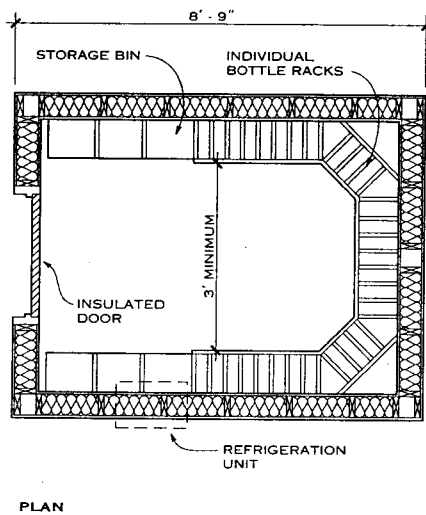 8' - 9"
STORAGE BIN
INDIVIDUAL
BOTTLE RACKS
3' MINIMUM
INSULATED
DOOR
REFRIGERATION
UNIT
PLAN